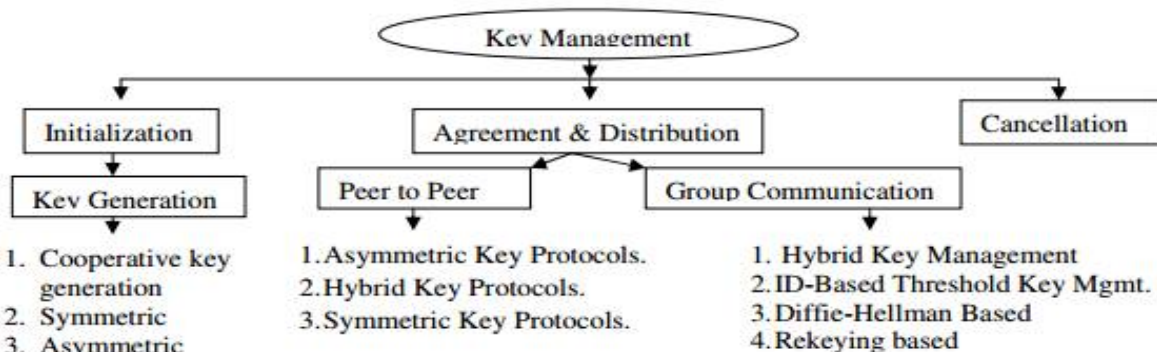 Key Management
Initialization
Agreement & Distribution
Cancellation
Key Generation
Peer to Peer
Group Communication
1. Cooperative key
generation
2. Symmetric
3. Asymmetric
1.Asymmetric Key Protocols.
2.Hybrid Key Protocols.
3.Symmetric Key Protocols.
1. Hybrid Key Management
2.ID-Based Threshold Key Mgmt.
3.Diffie-Hellman Based
4.Rekeying based